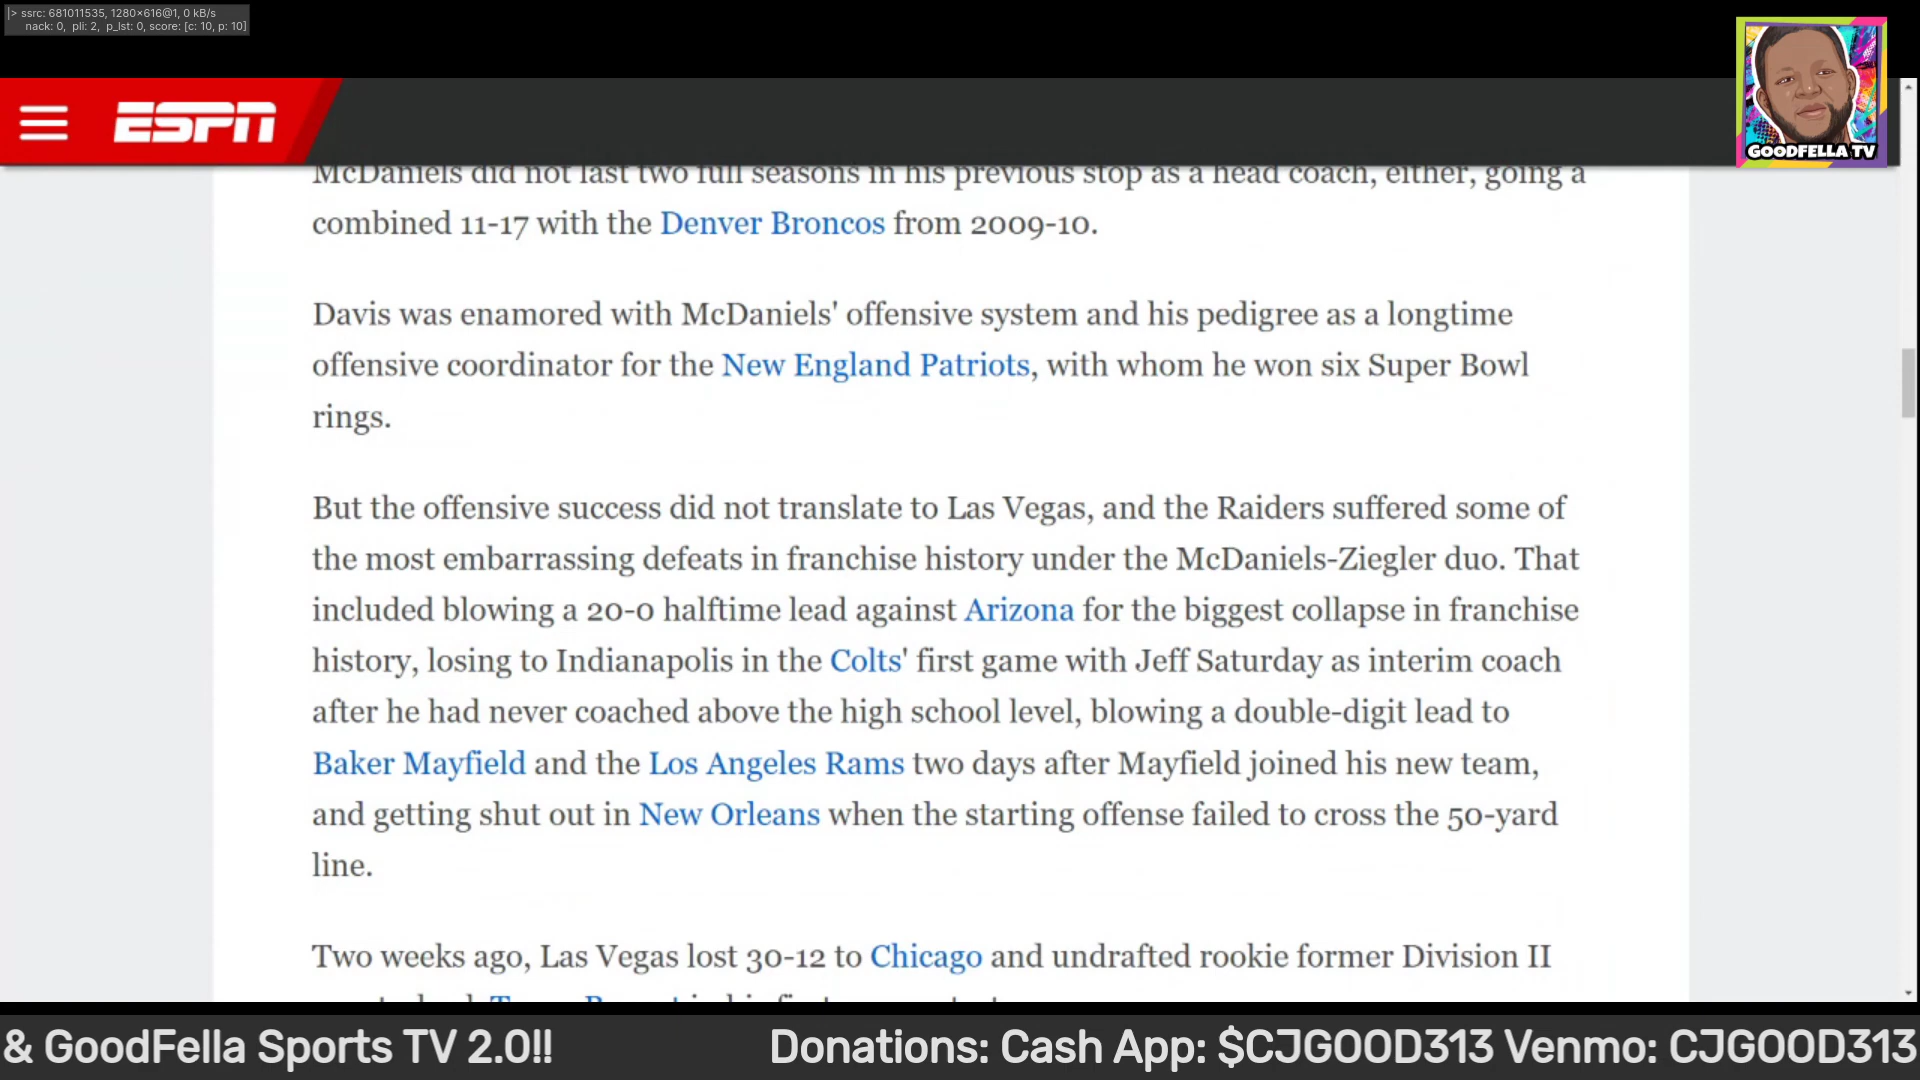 |> ssrc: 681011535, 1280×616@1, 0 kB/s
nack: 0, pli: 2, p_lst: 0, score: [c: 10, p: 10]
GOODFELLA TV
ESPN
McDaniels did not last two full seasons in his previous stop as a head coach, either, going a
combined 11-17 with the Denver Broncos from 2009-10.
Davis was enamored with McDaniels' offensive system and his pedigree as a longtime
offensive coordinator for the New England Patriots, with whom he won six Super Bowl
rings.
But the offensive success did not translate to Las Vegas, and the Raiders suffered some of
the most embarrassing defeats in franchise history under the McDaniels-Ziegler duo. That
included blowing a 20-0 halftime lead against Arizona for the biggest collapse in franchise
history, losing to Indianapolis in the Colts' first game with Jeff Saturday as interim coach
after he had never coached above the high school level, blowing a double-digit lead to
Baker Mayfield and the Los Angeles Rams two days after Mayfield joined his new team,
and getting shut out in New Orleans when the starting offense failed to cross the 50-yard
line.
Two weeks ago, Las Vegas lost 30-12 to Chicago and undrafted rookie former Division II
& GoodFella Sports TV 2.0!! Donations: Cash App: $CJGOOD313 Venmo: CJGOOD313